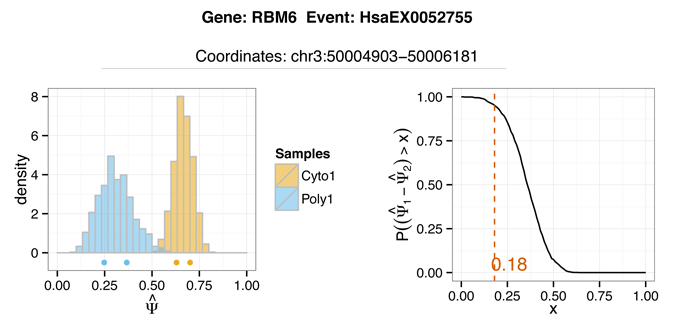 Gene: RBM6 Event: HsaEX0052755
Coordinates: chr3:50004903−50006181
density
8
6
4
2
0
0.00 0.25 0.50 0.75 1.00
Ψ̂
Samples
Cyto1
Poly1
P((Ψ̂₁ − Ψ̂₂) > x)
1.00
0.75
0.50
0.25
0.00
0.18
0.00 0.25 0.50 0.75 1.00
x